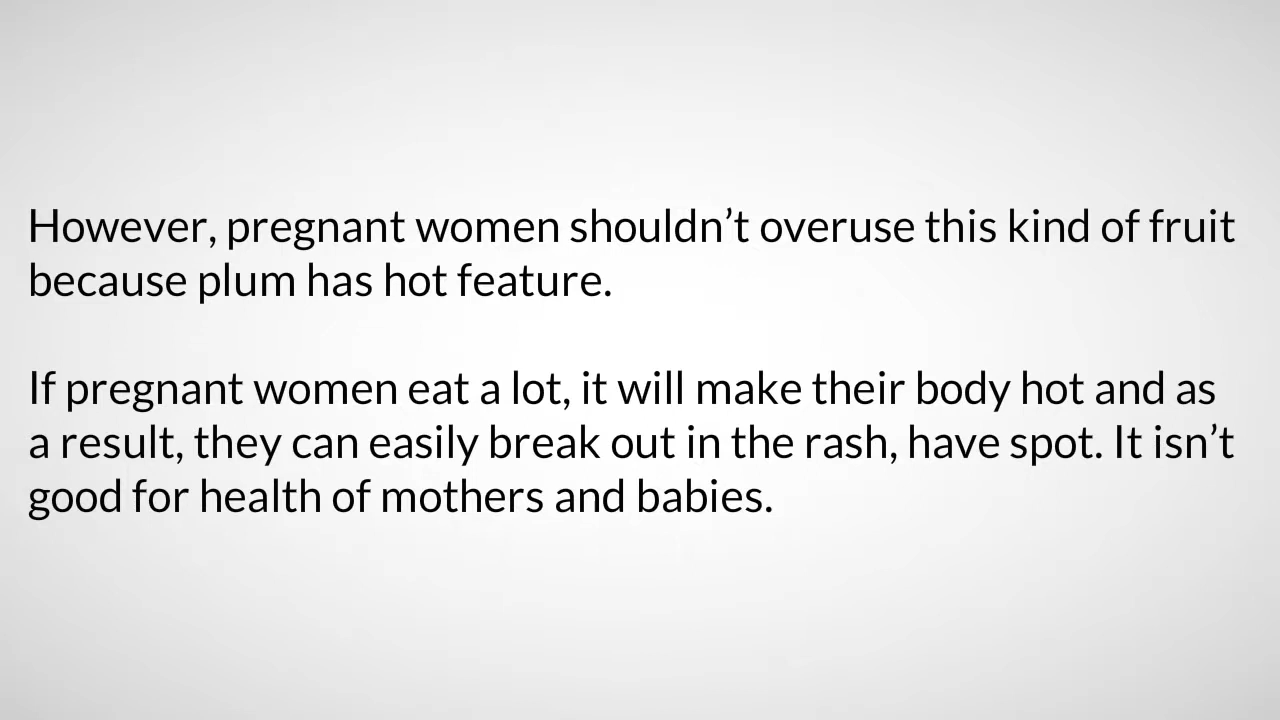 However, pregnant women shouldn’t overuse this kind of fruit
because plum has hot feature.
If pregnant women eat a lot, it will make their body hot and as
a result, they can easily break out in the rash, have spot. It isn’t
good for health of mothers and babies.